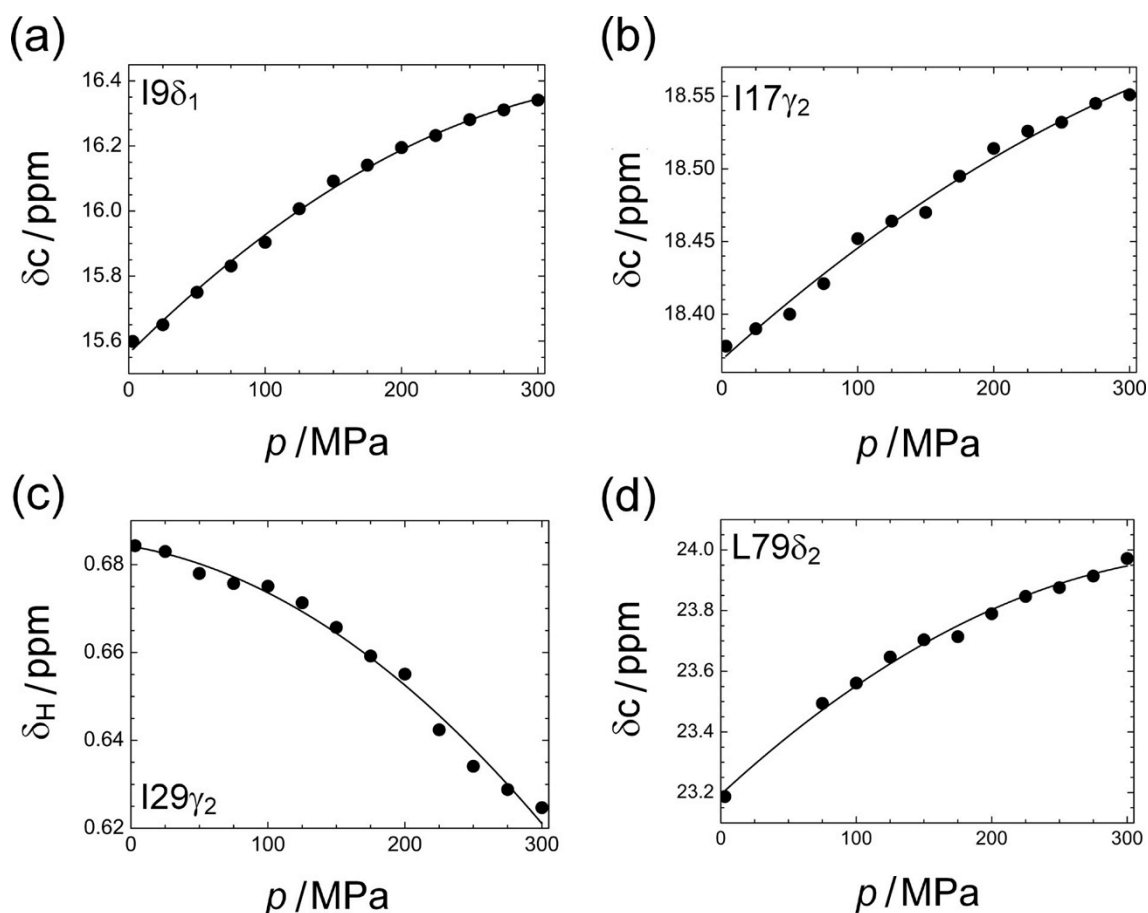 (a)
I9δ₁
16.4
16.2
16.0
15.8
15.6
δc /ppm
0 100 200 300
p /MPa
(b)
I17γ₂
18.55
18.50
18.45
18.40
δc /ppm
0 100 200 300
p /MPa
(c)
I29γ₂
0.68
0.66
0.64
0.62
δH /ppm
0 100 200 300
p /MPa
(d)
L79δ₂
24.0
23.8
23.6
23.4
23.2
δc /ppm
0 100 200 300
p /MPa